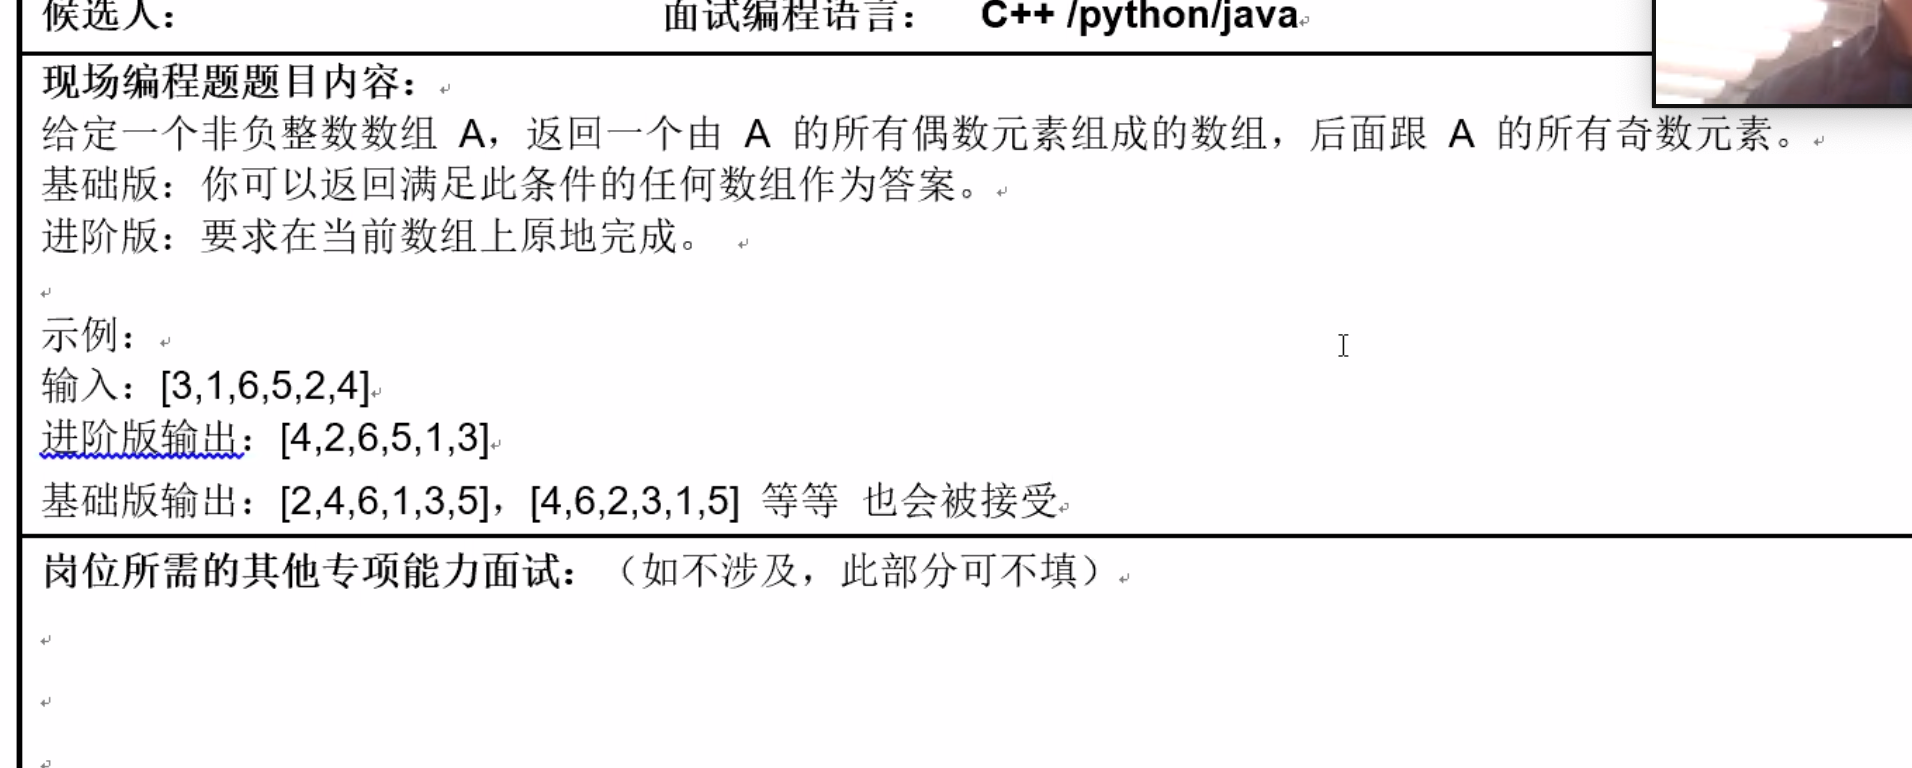 候选人： 面试编程语言： C++ /python/java
现场编程题题目内容：
给定一个非负整数数组 A，返回一个由 A 的所有偶数元素组成的数组，后面跟 A 的所有奇数元素。
基础版：你可以返回满足此条件的任何数组作为答案。
进阶版：要求在当前数组上原地完成。
示例：
输入：[3,1,6,5,2,4]
进阶版输出：[4,2,6,5,1,3]
基础版输出：[2,4,6,1,3,5]，[4,6,2,3,1,5] 等等 也会被接受
岗位所需的其他专项能力面试：（如不涉及，此部分可不填）